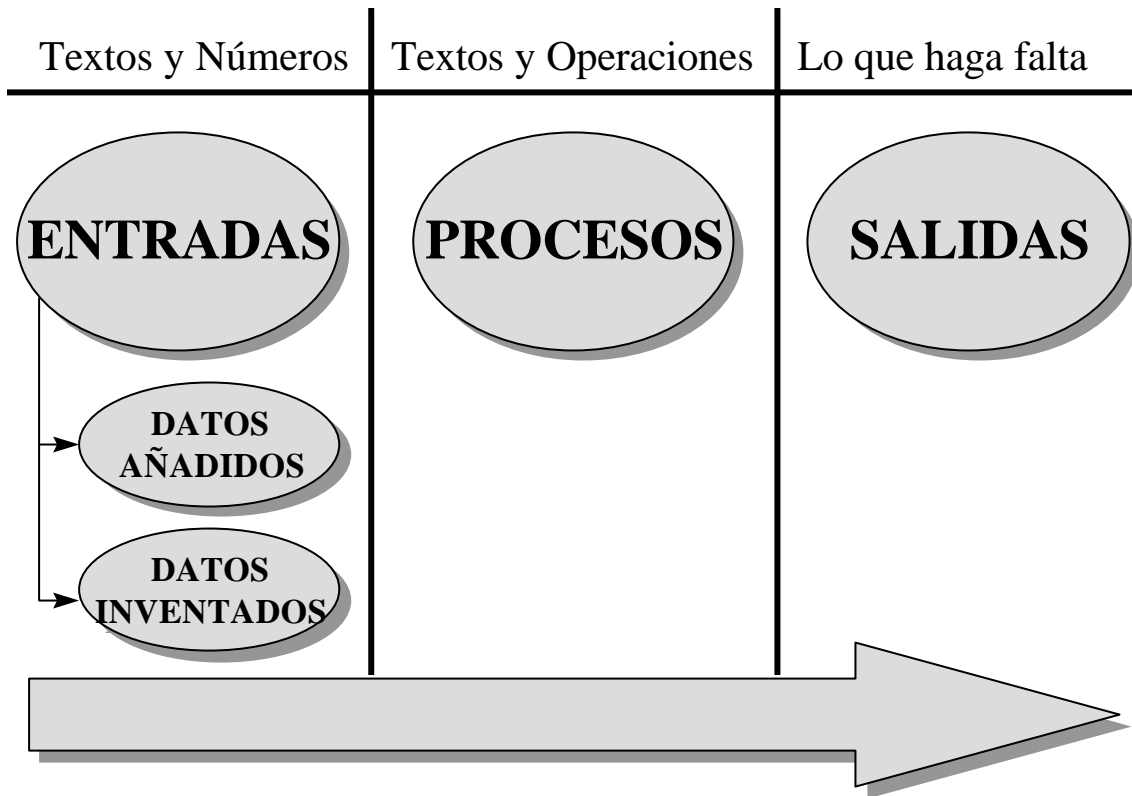 Textos y Números
Textos y Operaciones
Lo que haga falta
ENTRADAS
PROCESOS
SALIDAS
DATOS
AÑADIDOS
DATOS
INVENTADOS